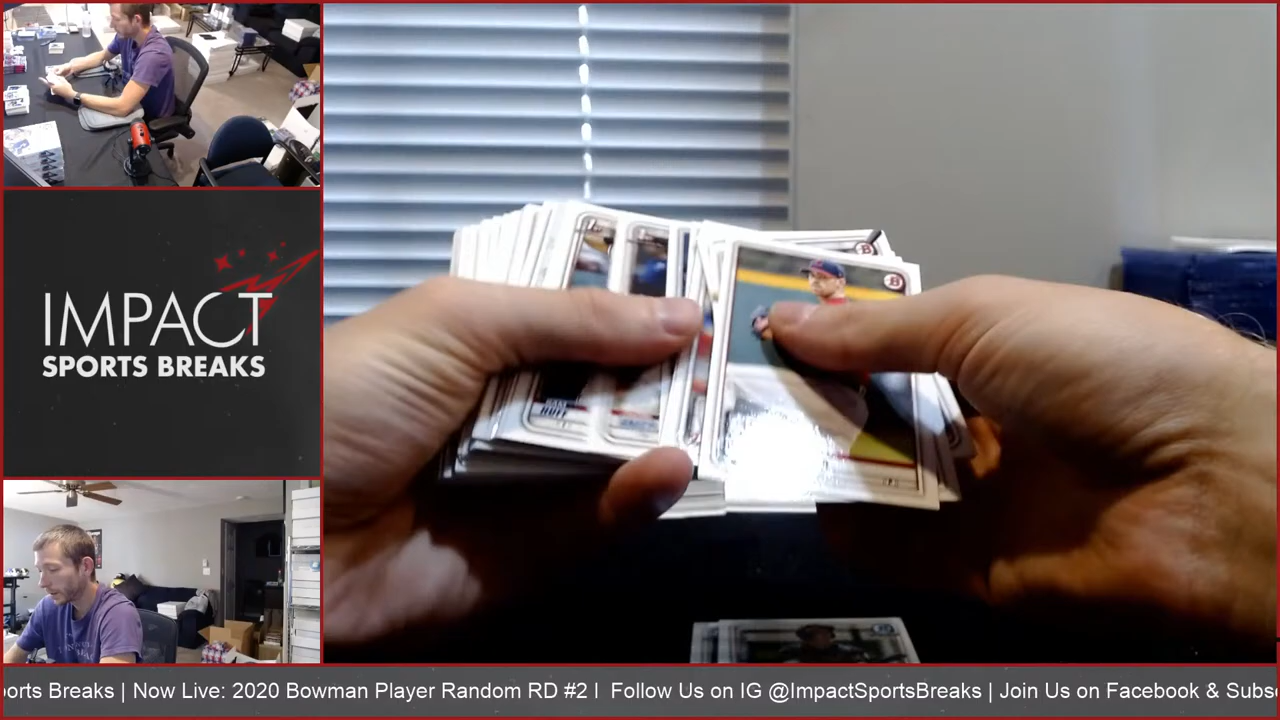 IMPACT
SPORTS BREAKS
HUFF
orts Breaks | Now Live: 2020 Bowman Player Random RD #2 I Follow Us on IG @ImpactSportsBreaks | Join Us on Facebook & Subs